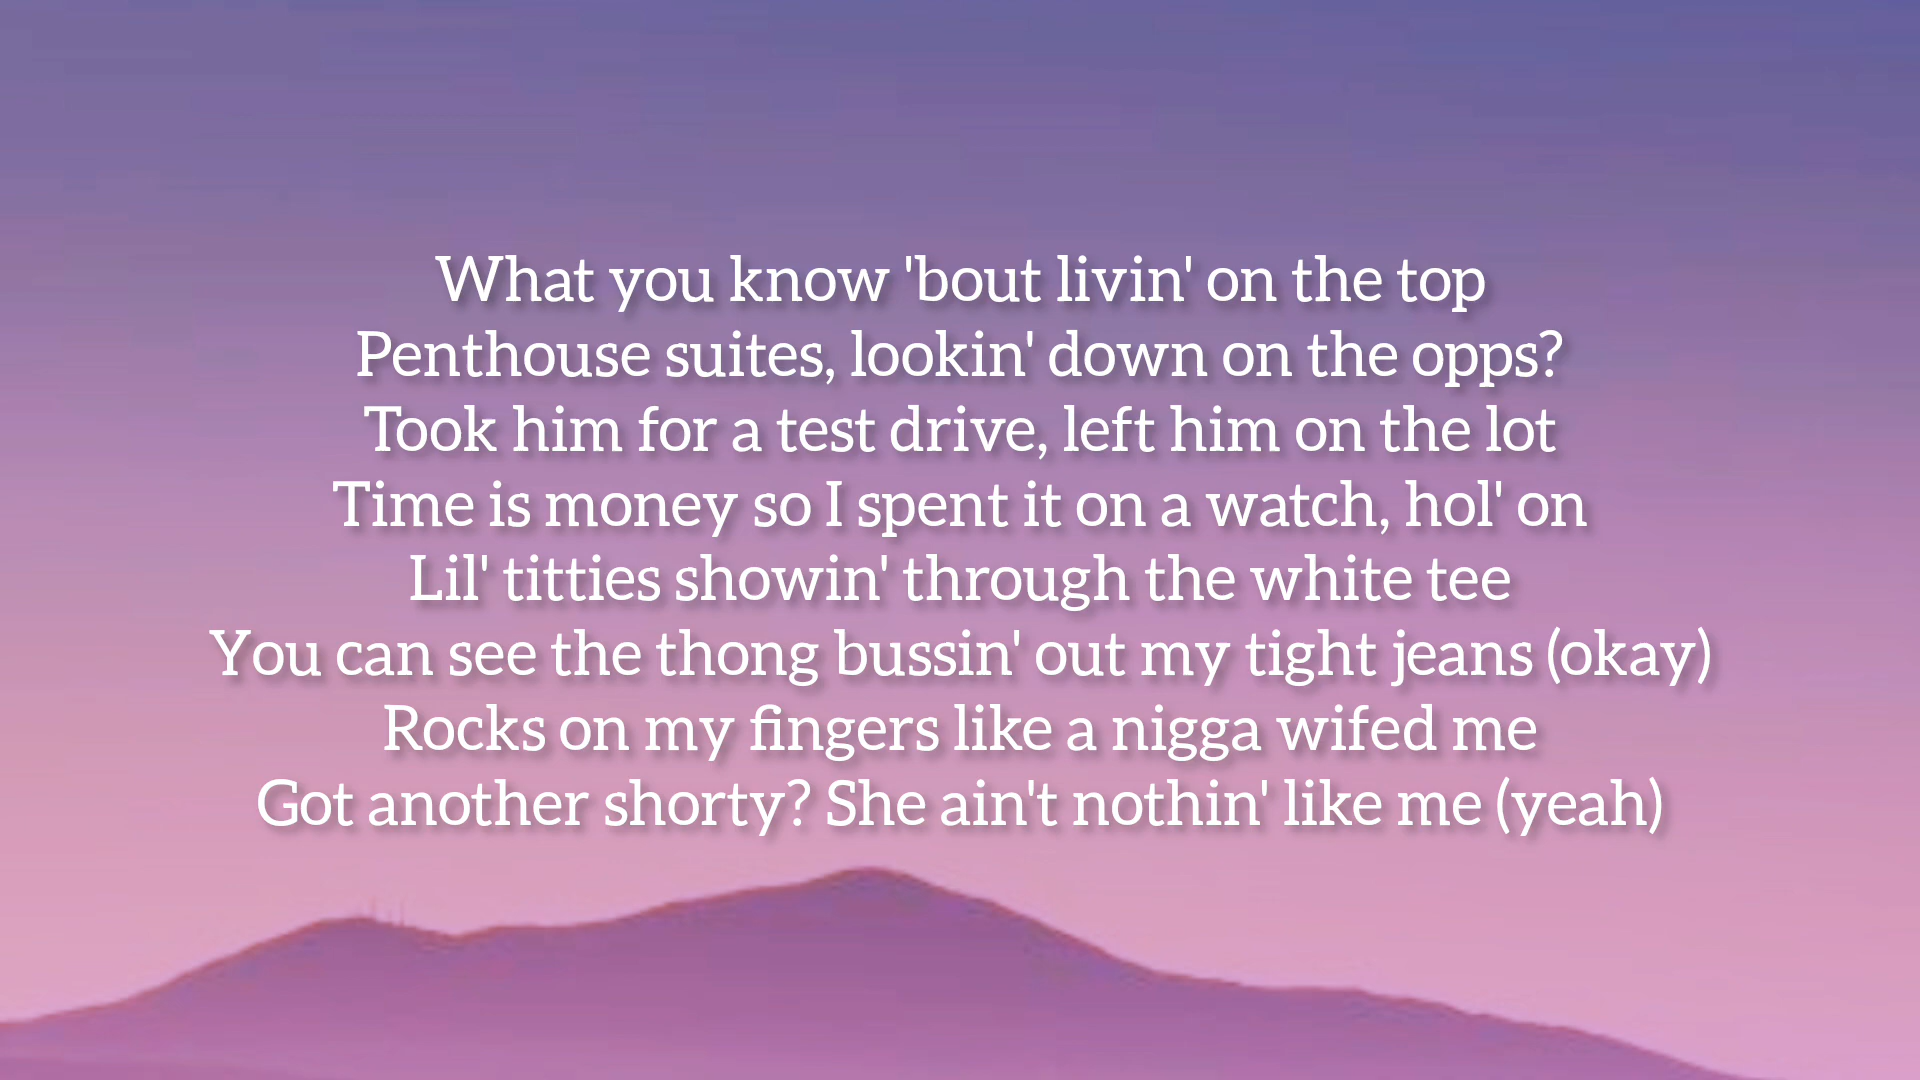 What you know 'bout livin' on the top
Penthouse suites, lookin' down on the opps?
Took him for a test drive, left him on the lot
Time is money so I spent it on a watch, hol' on
Lil' titties showin' through the white tee
You can see the thong bussin' out my tight jeans (okay)
Rocks on my fingers like a nigga wifed me
Got another shorty? She ain't nothin' like me (yeah)